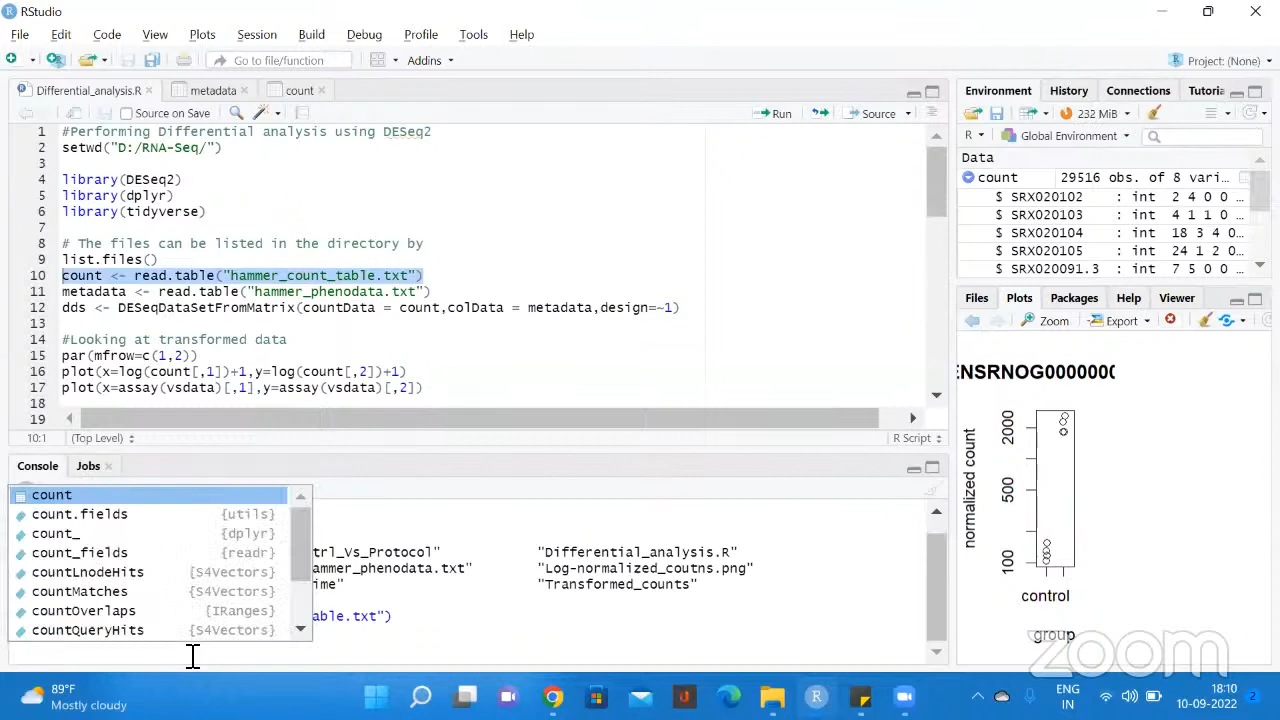 RStudio
File Edit Code View Plots Session Build Debug Profile Tools Help
Go to file/function Addins Project: (None)
Differential_analysis.R metadata count
Source on Save Run Source
1 #Performing Differential analysis using DESeq2
2 setwd("D:/RNA-Seq/")
3
4 library(DESeq2)
5 library(dplyr)
6 library(tidyverse)
7
8 # The files can be listed in the directory by
9 list.files()
10 count <- read.table("hammer_count_table.txt")
11 metadata <- read.table("hammer_phenodata.txt")
12 dds <- DESeqDataSetFromMatrix(countData = count,colData = metadata,design=~1)
13
14 #Looking at transformed data
15 par(mfrow=c(1,2))
16 plot(x=log(count[,1])+1,y=log(count[,2])+1)
17 plot(x=assay(vsdata)[,1],y=assay(vsdata)[,2])
18
19
10:1 (Top Level) R Script
Console Jobs
count
count.fields {utils}
count_ {dplyr}
count_fields {readr}
countLnodeHits {S4Vectors}
countMatches {S4Vectors}
countOverlaps {IRanges}
countQueryHits {S4Vectors}
trl_Vs_Protocol" "Differential_analysis.R"
ammer_phenodata.txt" "Log-normalized_coutns.png"
ime" "Transformed_counts"
able.txt")
Environment History Connections Tutoria
232 MiB
R Global Environment
Data
count 29516 obs. of 8 vari…
$ SRX020102 : int 2 4 0 0 …
$ SRX020103 : int 4 1 1 0 …
$ SRX020104 : int 18 3 4 0 …
$ SRX020105 : int 24 1 2 0 …
$ SRX020091.3 : int 7 5 0 0 …
Files Plots Packages Help Viewer
Zoom Export
ENSRNOG0000000
normalized count
2000
500
100
control
group
zoom
89°F
Mostly cloudy
ENG
IN
18:10
10-09-2022
2